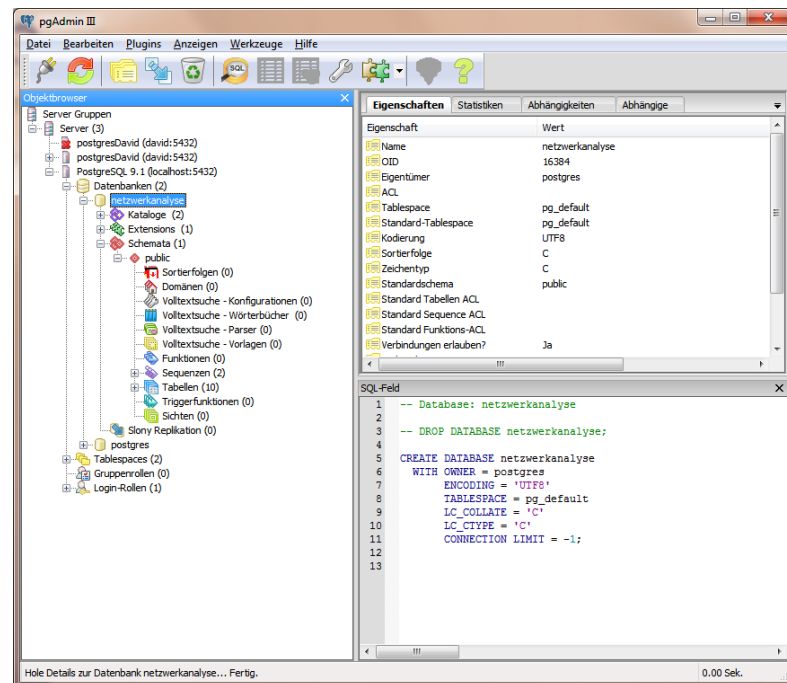 pgAdmin III
Datei Bearbeiten Plugins Anzeigen Werkzeuge Hilfe
SQL
Objektbrowser
Server Gruppen
Server (3)
postgresDavid (david:5432)
postgresDavid (david:5432)
PostgreSQL 9.1 (localhost:5432)
Datenbanken (2)
netzwerkanalyse
Kataloge (2)
Extensions (1)
Schemata (1)
public
Sortierfolgen (0)
Domänen (0)
Volltextsuche - Konfigurationen (0)
Volltextsuche - Wörterbücher (0)
Volltextsuche - Parser (0)
Volltextsuche - Vorlagen (0)
Funktionen (0)
Sequenzen (2)
Tabellen (10)
Triggerfunktionen (0)
Sichten (0)
Slony Replikation (0)
postgres
Tablespaces (2)
Gruppenrollen (0)
Login-Rollen (1)
Eigenschaften Statistiken Abhängigkeiten Abhängige
Eigenschaft Wert
Name netzwerkanalyse
OID 16384
Eigentümer postgres
ACL
Tablespace pg_default
Standard-Tablespace pg_default
Kodierung UTF8
Sortierfolge C
Zeichentyp C
Standardschema public
Standard Tabellen ACL
Standard Sequence ACL
Standard Funktions-ACL
Verbindungen erlauben? Ja
SQL-Feld
1 -- Database: netzwerkanalyse
2
3 -- DROP DATABASE netzwerkanalyse;
4
5 CREATE DATABASE netzwerkanalyse
6 WITH OWNER = postgres
7 ENCODING = 'UTF8'
8 TABLESPACE = pg_default
9 LC_COLLATE = 'C'
10 LC_CTYPE = 'C'
11 CONNECTION LIMIT = -1;
12
13
Hole Details zur Datenbank netzwerkanalyse... Fertig. 0.00 Sek.